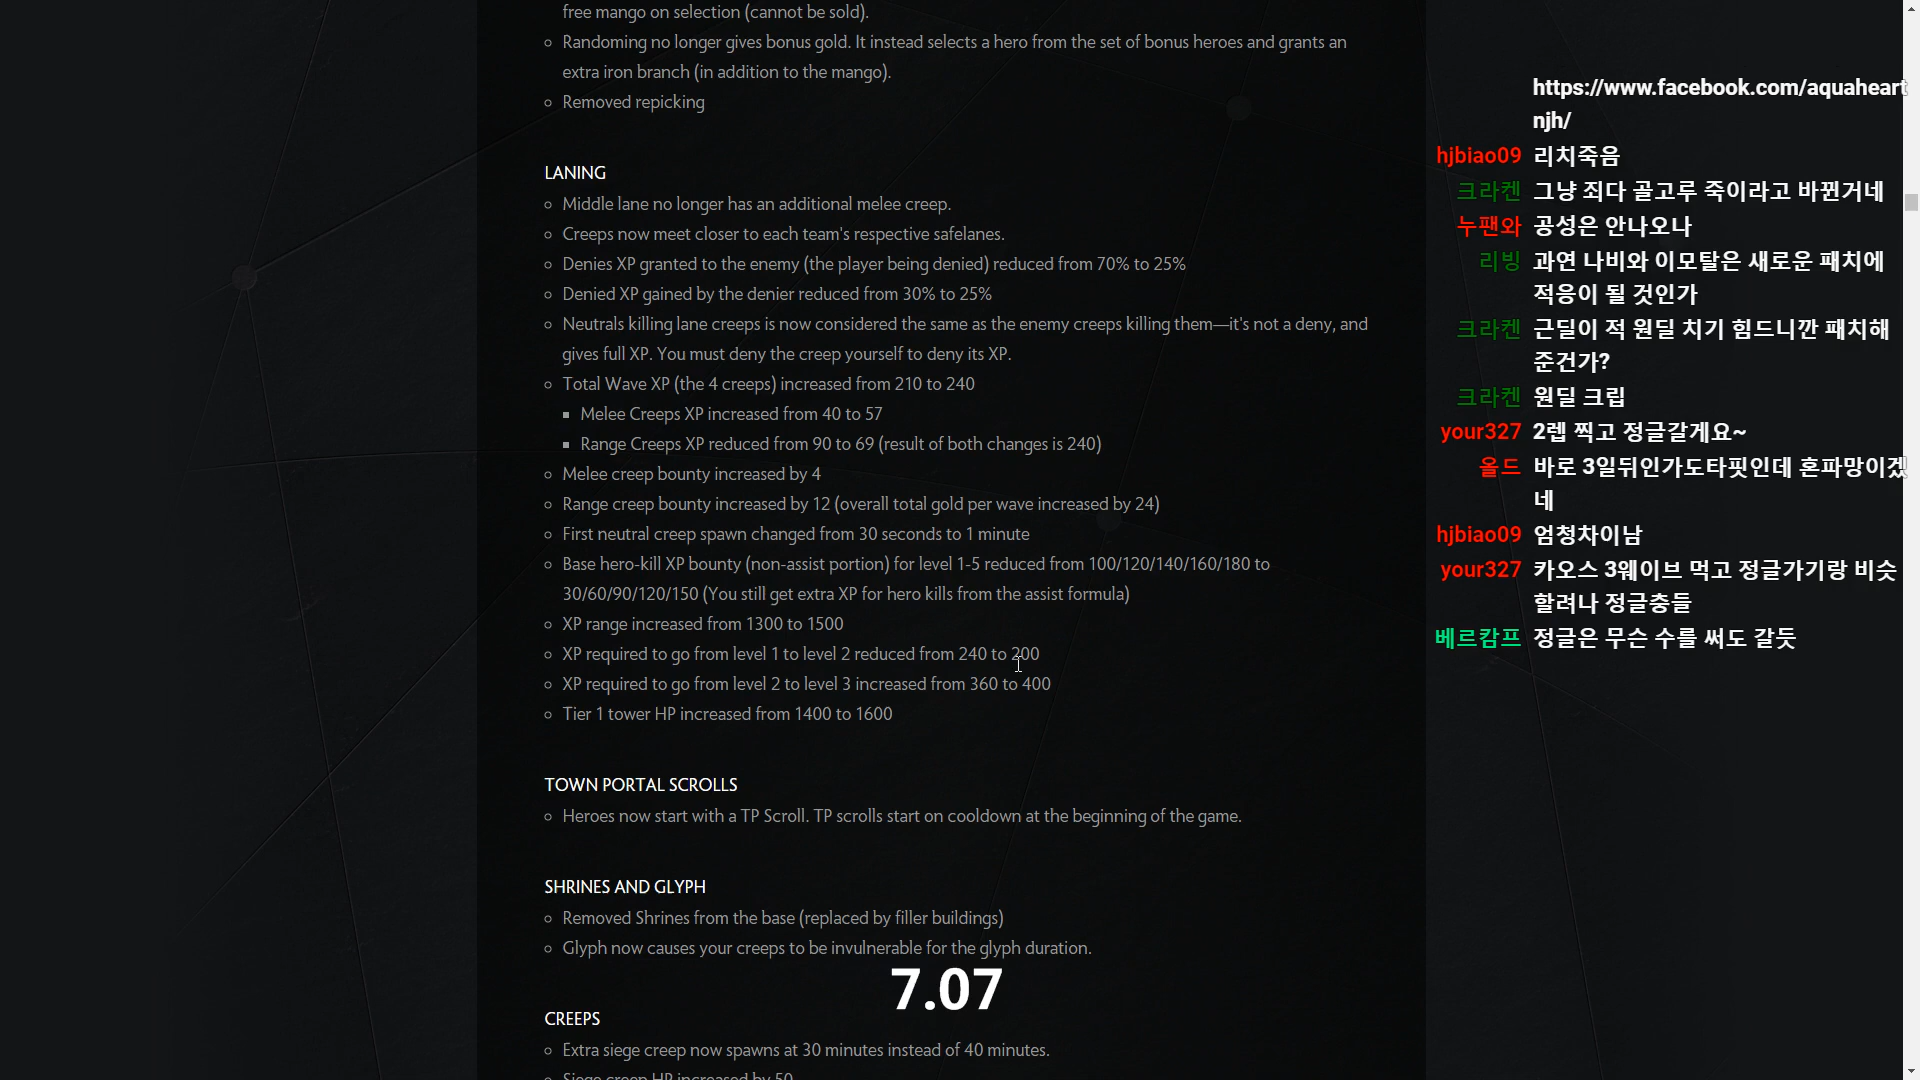 free mango on selection (cannot be sold).
Randoming no longer gives bonus gold. It instead selects a hero from the set of bonus heroes and grants an
extra iron branch (in addition to the mango).
Removed repicking
LANING
Middle lane no longer has an additional melee creep.
Creeps now meet closer to each team's respective safelanes.
Denies XP granted to the enemy (the player being denied) reduced from 70% to 25%
Denied XP gained by the denier reduced from 30% to 25%
Neutrals killing lane creeps is now considered the same as the enemy creeps killing them—it's not a deny, and
gives full XP. You must deny the creep yourself to deny its XP.
Total Wave XP (the 4 creeps) increased from 210 to 240
Melee Creeps XP increased from 40 to 57
Range Creeps XP reduced from 90 to 69 (result of both changes is 240)
Melee creep bounty increased by 4
Range creep bounty increased by 12 (overall total gold per wave increased by 24)
First neutral creep spawn changed from 30 seconds to 1 minute
Base hero-kill XP bounty (non-assist portion) for level 1-5 reduced from 100/120/140/160/180 to
30/60/90/120/150 (You still get extra XP for hero kills from the assist formula)
XP range increased from 1300 to 1500
XP required to go from level 1 to level 2 reduced from 240 to 200
XP required to go from level 2 to level 3 increased from 360 to 400
Tier 1 tower HP increased from 1400 to 1600
TOWN PORTAL SCROLLS
Heroes now start with a TP Scroll. TP scrolls start on cooldown at the beginning of the game.
SHRINES AND GLYPH
Removed Shrines from the base (replaced by filler buildings)
Glyph now causes your creeps to be invulnerable for the glyph duration.
7.07
CREEPS
Extra siege creep now spawns at 30 minutes instead of 40 minutes.
Siege creep HP increased by 50
https://www.facebook.com/aquaheart
njh/
hjbiao09 리치죽음
크라켄 그냥 죄다 골고루 죽이라고 바뀐거네
누팬와 공성은 안나오나
리빙 과연 나비와 이모탈은 새로운 패치에
적응이 될 것인가
크라켄 근딜이 적 원딜 치기 힘드니깐 패치해
준건가?
크라켄 원딜 크립
your327 2렙 찍고 정글갈게요~
올드 바로 3일뒤인가도타핏인데 혼파망이겠
네
hjbiao09 엄청차이남
your327 카오스 3웨이브 먹고 정글가기랑 비슷
할려나 정글충들
베르캄프 정글은 무슨 수를 써도 갈듯